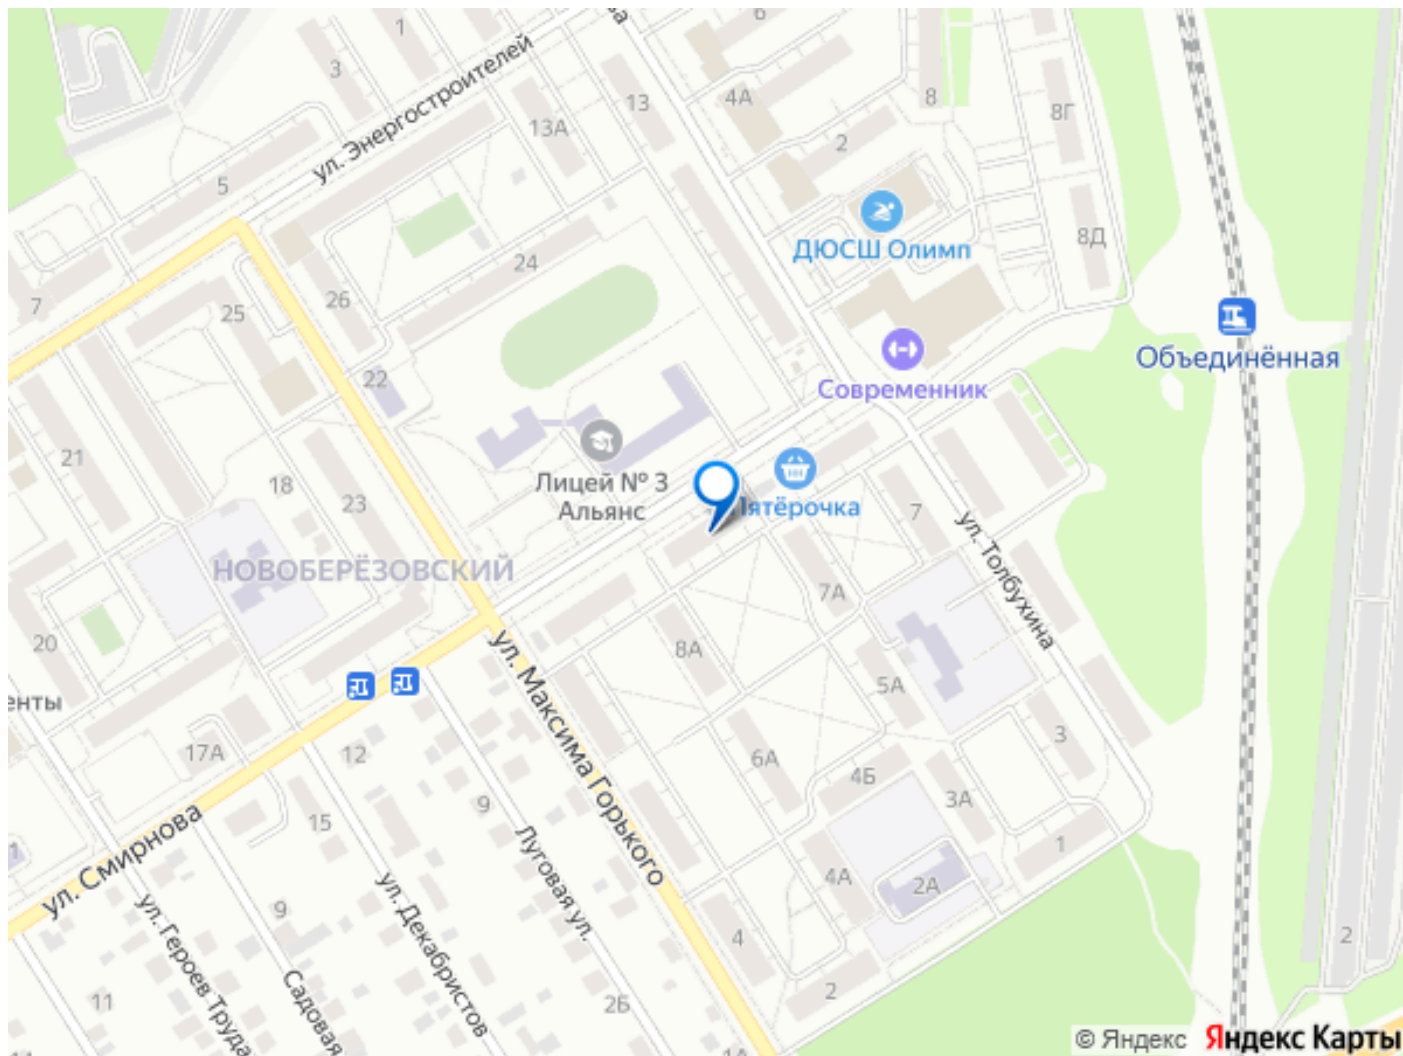 6
1
3
ул. Энергостроителей
13
4А
8
8Г
13А
2
5
ДЮСШ Олимп
8Д
24
7
26
25
Объединённая
22
Современник
21
18
23
Лицей № 3
Альянс
Пятёрочка
7
ул. Толбухина
НОВОБЕРЁЗОВСКИЙ
7А
20
8А
5А
ул. Максима Горького
17А
12
6А
3
4Б
3А
9
15
1
ул. Смирнова
Луговая ул.
4А
2А
ул. Декабристов
ул. Героев Труда
9
4
2
Садовая
11
2Б
2
1А
© Яндекс
Яндекс Карты